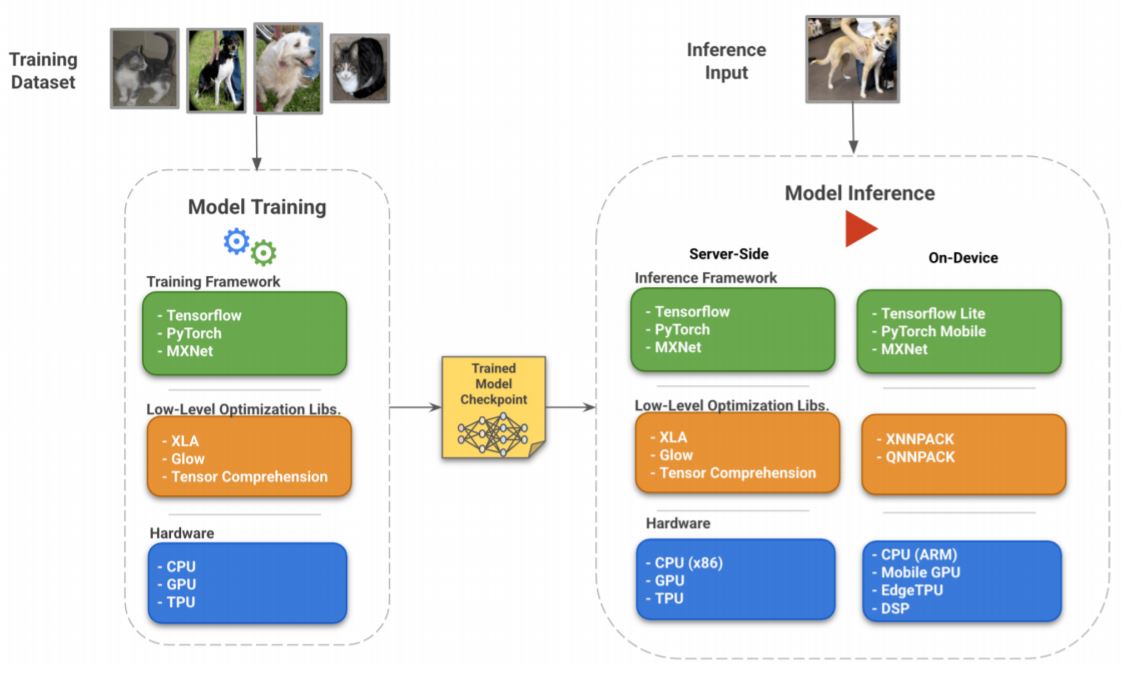 Training
Dataset
Inference
Input
Model Training
Training Framework
- Tensorflow
- PyTorch
- MXNet
Low-Level Optimization Libs.
- XLA
- Glow
- Tensor Comprehension
Hardware
- CPU
- GPU
- TPU
Trained
Model
Checkpoint
Model Inference
Server-Side
Inference Framework
- Tensorflow
- PyTorch
- MXNet
Low-Level Optimization Libs.
- XLA
- Glow
- Tensor Comprehension
Hardware
- CPU (x86)
- GPU
- TPU
On-Device
- Tensorflow Lite
- PyTorch Mobile
- MXNet
- XNNPACK
- QNNPACK
- CPU (ARM)
- Mobile GPU
- EdgeTPU
- DSP